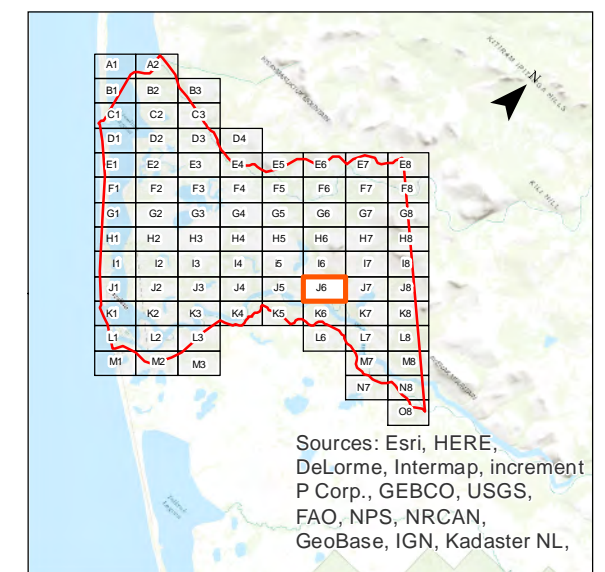 N
A1 A2
B1 B2 B3
C1 C2 C3
D1 D2 D3 D4
E1 E2 E3 E4 E5 E6 E7 E8
F1 F2 F3 F4 F5 F6 F7 F8
G1 G2 G3 G4 G5 G6 G7 G8
H1 H2 H3 H4 H5 H6 H7 H8
I1 I2 I3 I4 i5 I6 I7 I8
J1 J2 J3 J4 J5 J6 J7 J8
K1 K2 K3 K4 K5 K6 K7 K8
L1 L2 L3 L6 L7 L8
M1 M2 M3 M7 M8
N7 N8
O8
HILLS
KILI HILL
Sources: Esri, HERE,
DeLorme, Intermap, increment
P Corp., GEBCO, USGS,
FAO, NPS, NRCAN,
GeoBase, IGN, Kadaster NL,